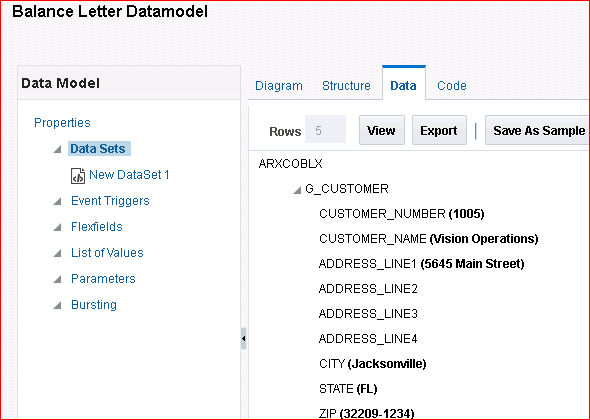 Balance Letter Datamodel
Data Model
Properties
Data Sets
New DataSet 1
Event Triggers
Flexfields
List of Values
Parameters
Bursting
Diagram Structure Data Code
Rows 5 View Export Save As Sample
ARXCOBLX
G_CUSTOMER
CUSTOMER_NUMBER (1005)
CUSTOMER_NAME (Vision Operations)
ADDRESS_LINE1 (5645 Main Street)
ADDRESS_LINE2
ADDRESS_LINE3
ADDRESS_LINE4
CITY (Jacksonville)
STATE (FL)
ZIP (32209-1234)